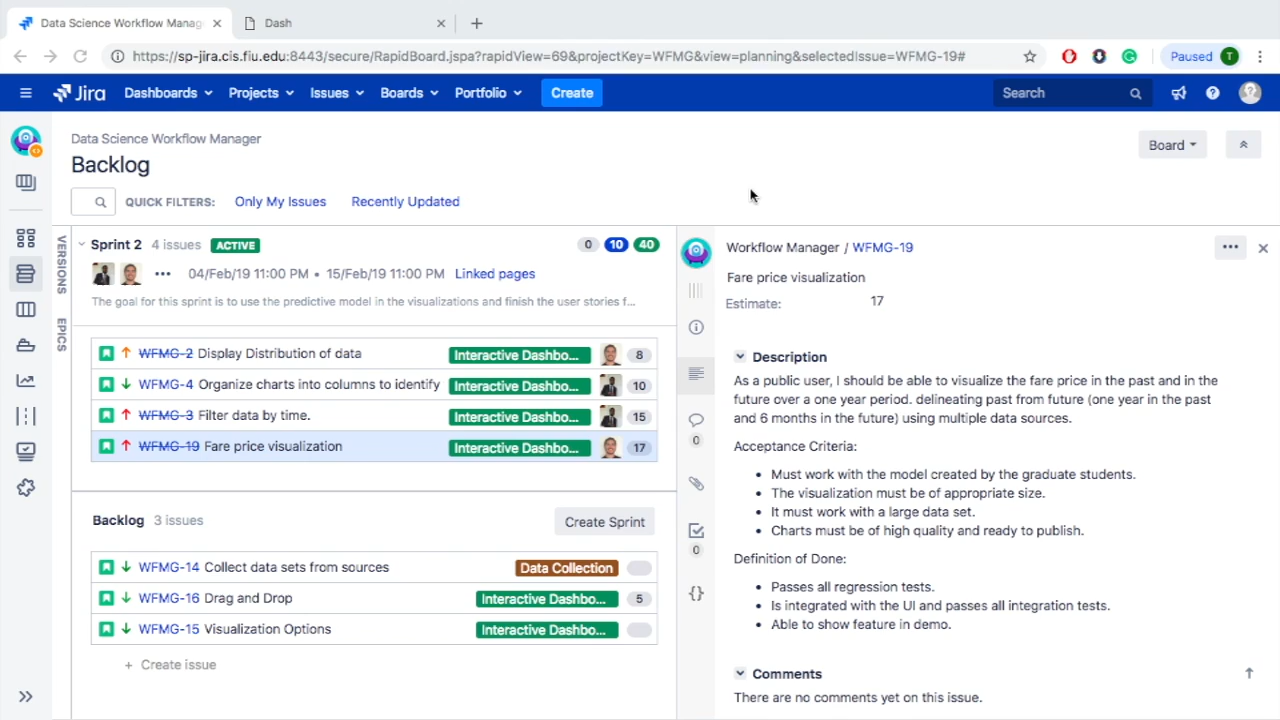 Data Science Workflow Manag
Dash
https://sp-jira.cis.fiu.edu:8443/secure/RapidBoard.jspa?rapidView=69&projectKey=WFMG&view=planning&selectedIssue=WFMG-19#
Paused T
Jira Dashboards Projects Issues Boards Portfolio Create Search
Data Science Workflow Manager
Backlog
Board
QUICK FILTERS: Only My Issues Recently Updated
VERSIONS
EPICS
Sprint 2 4 issues ACTIVE 0 10 40
04/Feb/19 11:00 PM • 15/Feb/19 11:00 PM Linked pages
The goal for this sprint is to use the predictive model in the visualizations and finish the user stories f...
WFMG-2 Display Distribution of data Interactive Dashbo... 8
WFMG-4 Organize charts into columns to identify Interactive Dashbo... 10
WFMG-3 Filter data by time. Interactive Dashbo... 15
WFMG-19 Fare price visualization Interactive Dashbo... 17
Backlog 3 issues Create Sprint
WFMG-14 Collect data sets from sources Data Collection
WFMG-16 Drag and Drop Interactive Dashbo... 5
WFMG-15 Visualization Options Interactive Dashbo...
+ Create issue
Workflow Manager / WFMG-19
Fare price visualization
Estimate: 17
0
0
Description
As a public user, I should be able to visualize the fare price in the past and in the
future over a one year period. delineating past from future (one year in the past
and 6 months in the future) using multiple data sources.
Acceptance Criteria:
• Must work with the model created by the graduate students.
• The visualization must be of appropriate size.
• It must work with a large data set.
• Charts must be of high quality and ready to publish.
Definition of Done:
• Passes all regression tests.
• Is integrated with the UI and passes all integration tests.
• Able to show feature in demo.
Comments
There are no comments yet on this issue.